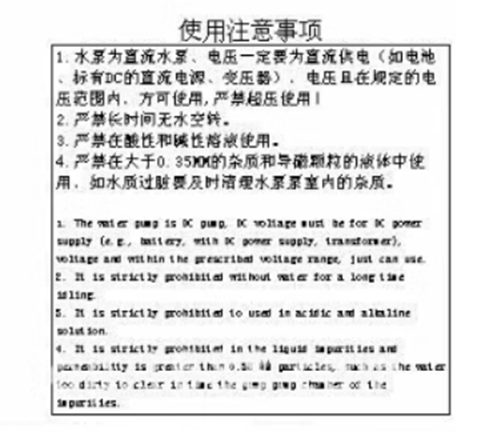 使用注意事项
1.水泵为直流水泵、电压一定要为直流供电(如电池
、标有DC的直流电源、变压器)、电压且在规定的电
压范围内、方可使用,严禁超压使用!
2.严禁长时间无水空转。
3.严禁在酸性和碱性溶液使用。
4.严禁在大于0.35MM的杂质和导磁颗粒的液体中使
用、如水质过脏要及时清理水泵泵室内的杂质。
1. The water pump is DC pump, DC voltage must be for DC power
supply (e.g., battery, with DC power supply, transformer),
voltage and within the prescribed voltage range, just can use.
2. It is strictly prohibited without water for a long time
idling.
3. It is strictly prohibited to used in acidic and alkaline
solution.
4. It is strictly prohibited in the liquid impurities and
permeability is greater than particles, such as the water
too dirty to clear in time the pump pump chamber of the
impurities.